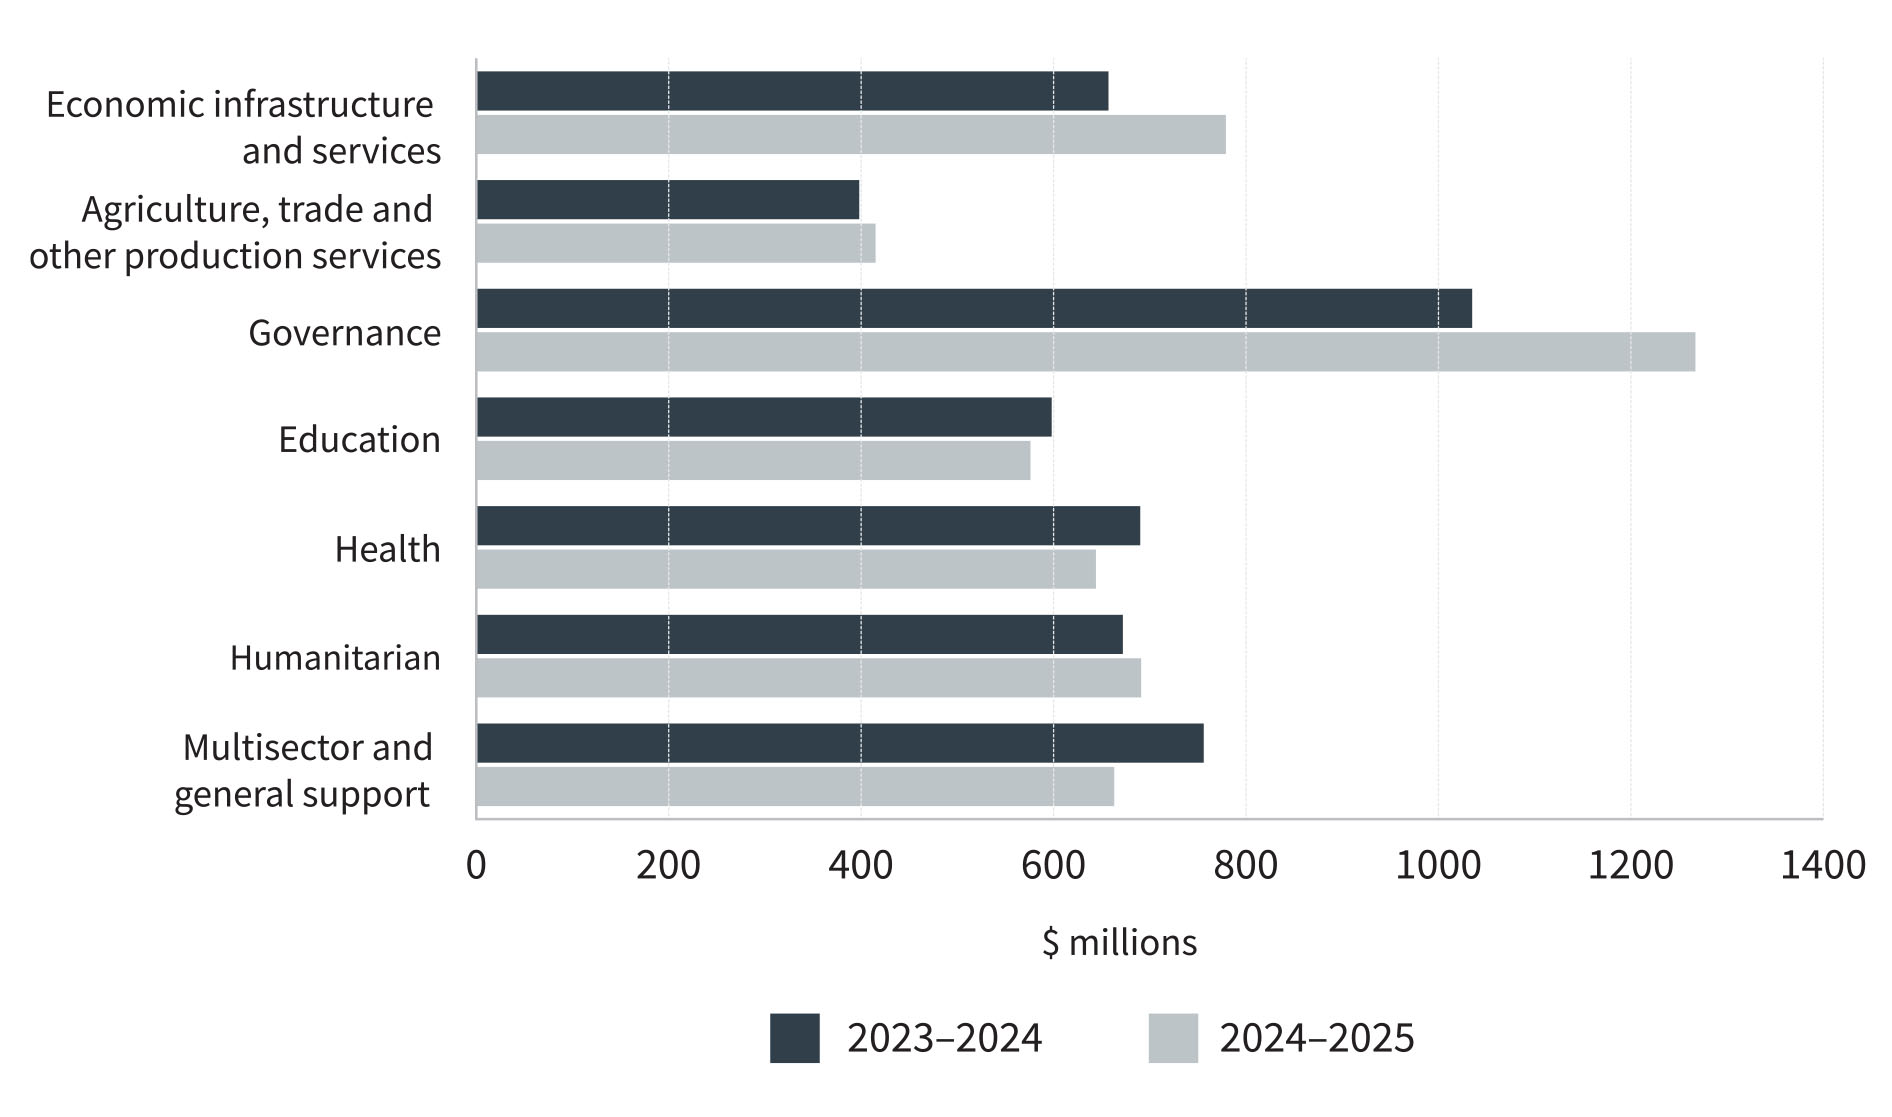 Economic infrastructure
and services
Agriculture, trade and
other production services
Governance
Education
Health
Humanitarian
Multisector and
general support
0 200 400 600 800 1000 1200 1400
$ millions
2023–2024 2024–2025